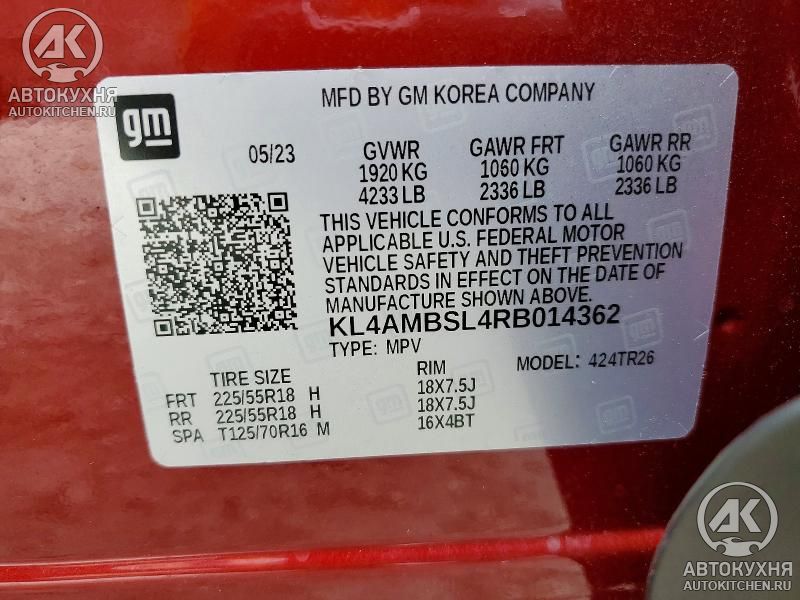 АК
АВТОКУХНЯ
AUTOKITCHEN.RU
gm
MFD BY GM KOREA COMPANY
05/23
GVWR
1920 KG
4233 LB
GAWR FRT
1060 KG
2336 LB
GAWR RR
1060 KG
2336 LB
THIS VEHICLE CONFORMS TO ALL
APPLICABLE U.S. FEDERAL MOTOR
VEHICLE SAFETY AND THEFT PREVENTION
STANDARDS IN EFFECT ON THE DATE OF
MANUFACTURE SHOWN ABOVE.
KL4AMBSL4RB014362
TYPE: MPV
MODEL: 424TR26
TIRE SIZE
RIM
FRT 225/55R18 H 18X7.5J
RR 225/55R18 H 18X7.5J
SPA T125/70R16 M 16X4BT
АК
АВТОКУХНЯ
AUTOKITCHEN.RU